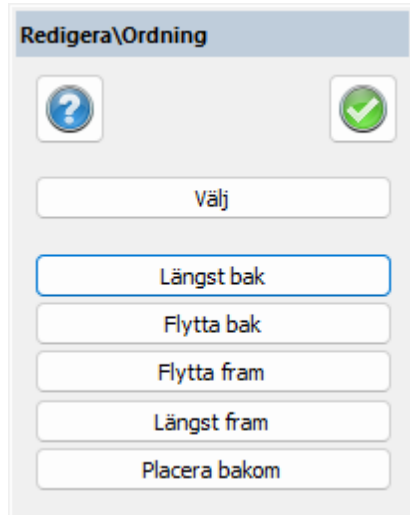 Redigera\Ordning
?
Välj
Längst bak
Flytta bak
Flytta fram
Längst fram
Placera bakom